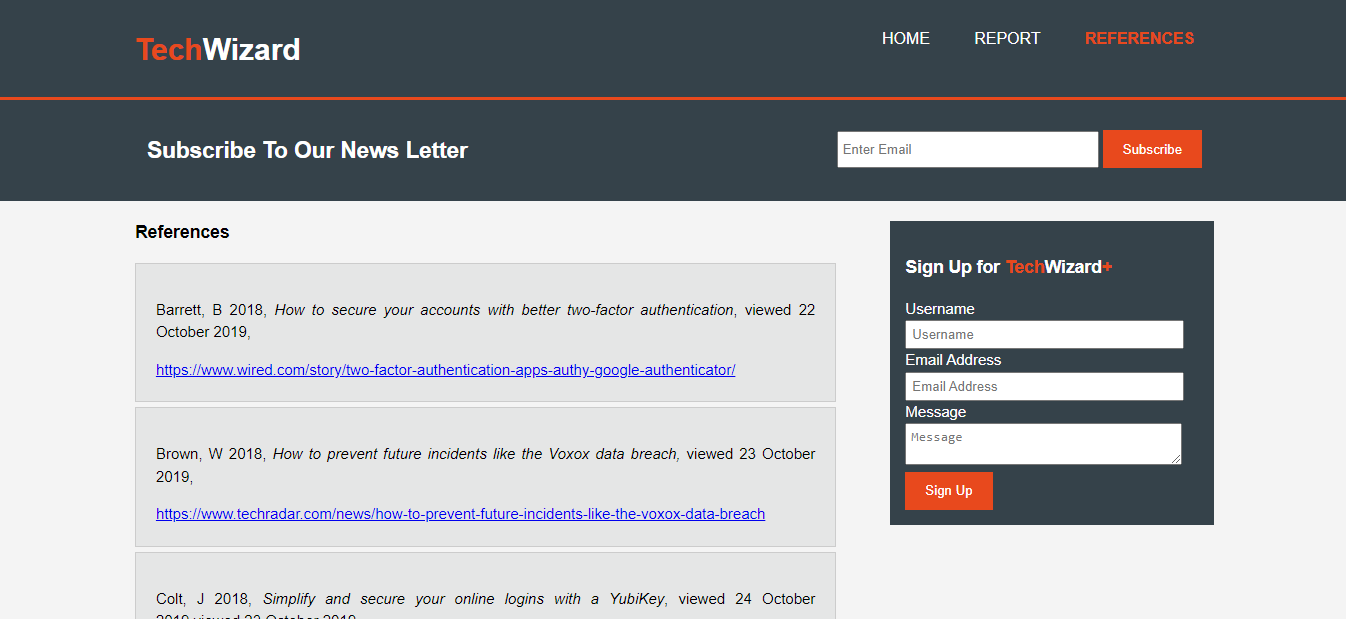 TechWizard
HOME REPORT REFERENCES
Subscribe To Our News Letter
Enter Email Subscribe
References
Barrett, B 2018, How to secure your accounts with better two-factor authentication, viewed 22
October 2019,
https://www.wired.com/story/two-factor-authentication-apps-authy-google-authenticator/
Brown, W 2018, How to prevent future incidents like the Voxox data breach, viewed 23 October
2019,
https://www.techradar.com/news/how-to-prevent-future-incidents-like-the-voxox-data-breach
Colt, J 2018, Simplify and secure your online logins with a YubiKey, viewed 24 October
2019,viewed 23 October 2019
Sign Up for TechWizard+
Username
Username
Email Address
Email Address
Message
Message
Sign Up